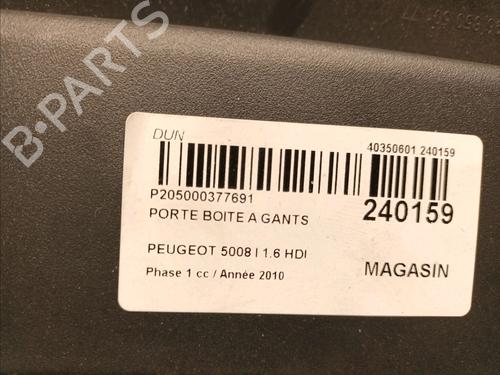 B-PARTS
DUN
40350601 240159
P205000377691
PORTE BOITE A GANTS
240159
PEUGEOT 5008 I 1.6 HDI
Phase 1 cc / Année 2010
MAGASIN